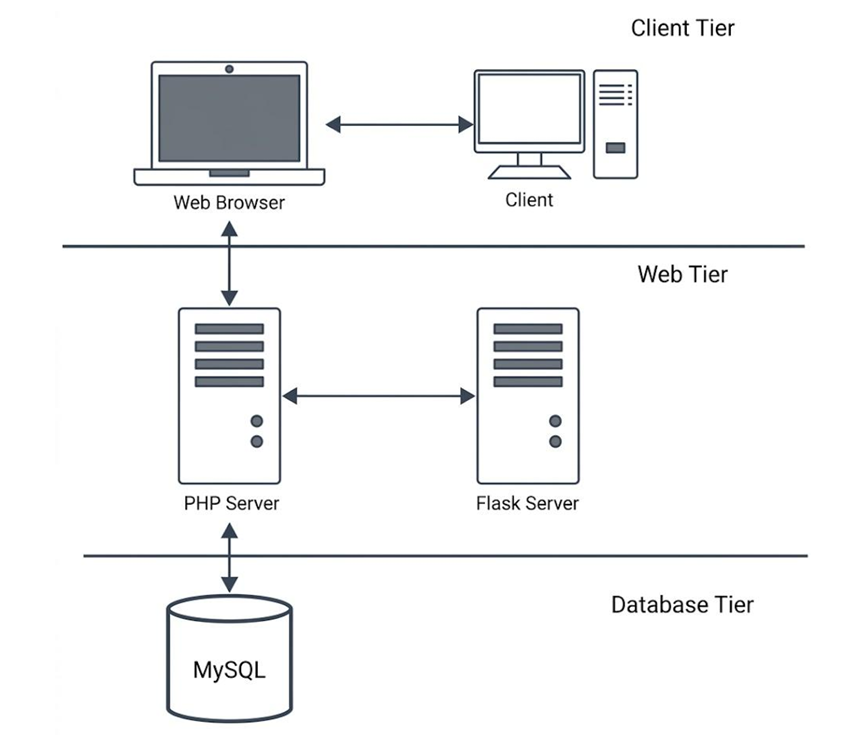 Client Tier
Web Browser
Client
Web Tier
PHP Server
Flask Server
Database Tier
MySQL